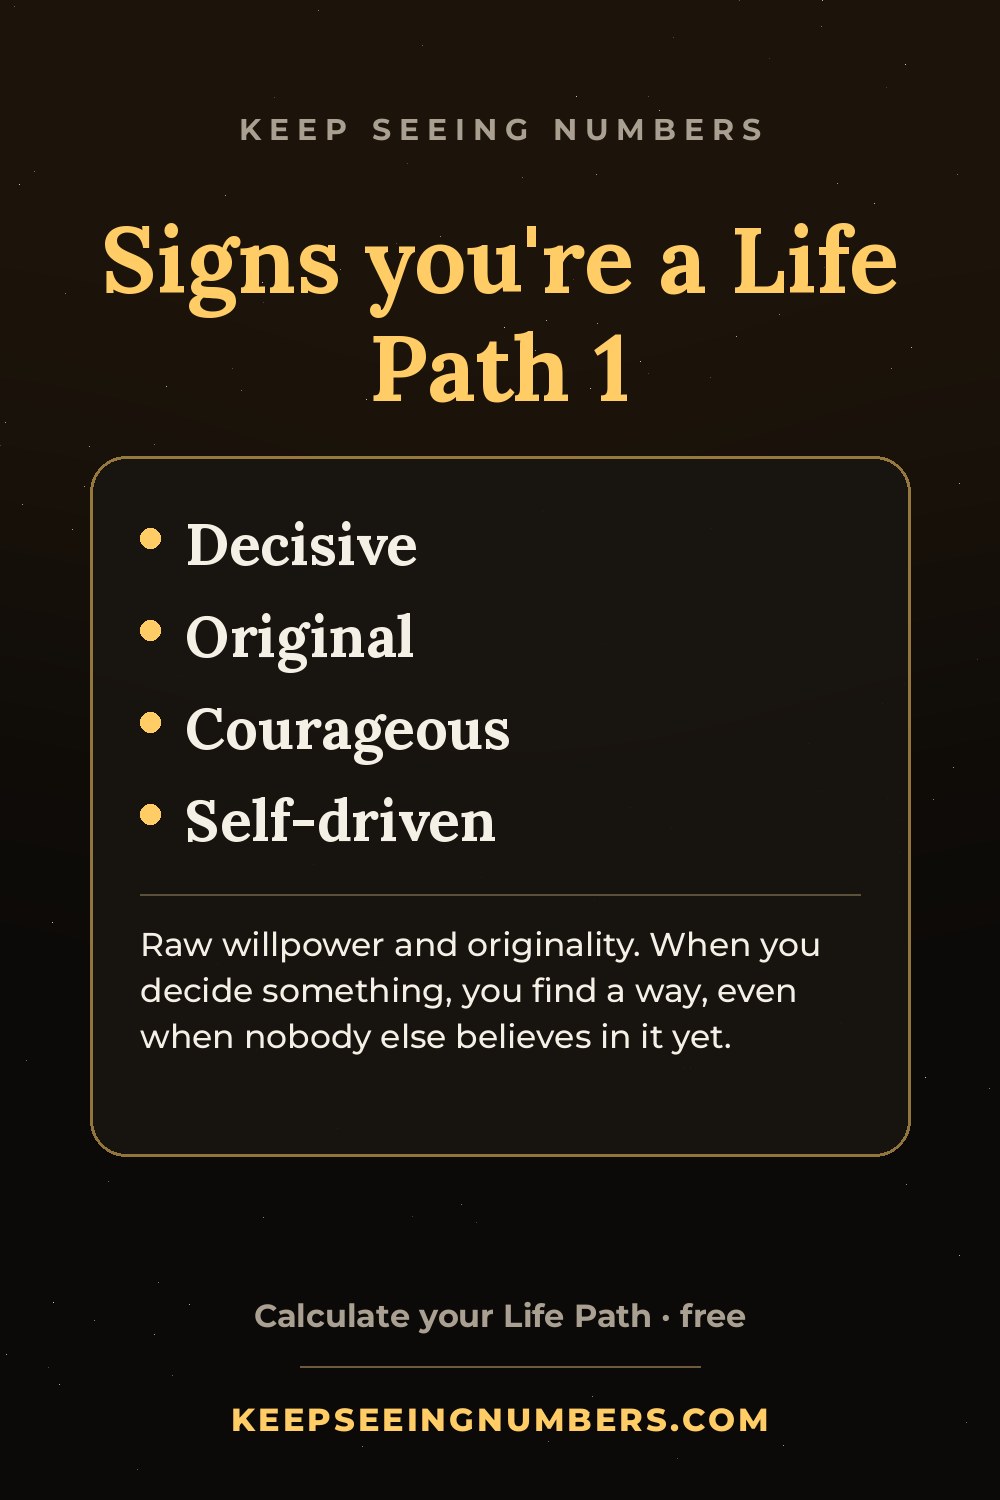 KEEP SEEING NUMBERS
Signs you're a Life
Path 1
Decisive
Original
Courageous
Self-driven
Raw willpower and originality. When you
decide something, you find a way, even
when nobody else believes in it yet.
Calculate your Life Path · free
KEEPSEEINGNUMBERS.COM